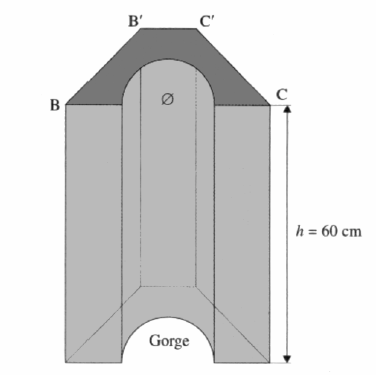 B′ C′
B Ø C
h = 60 cm
Gorge